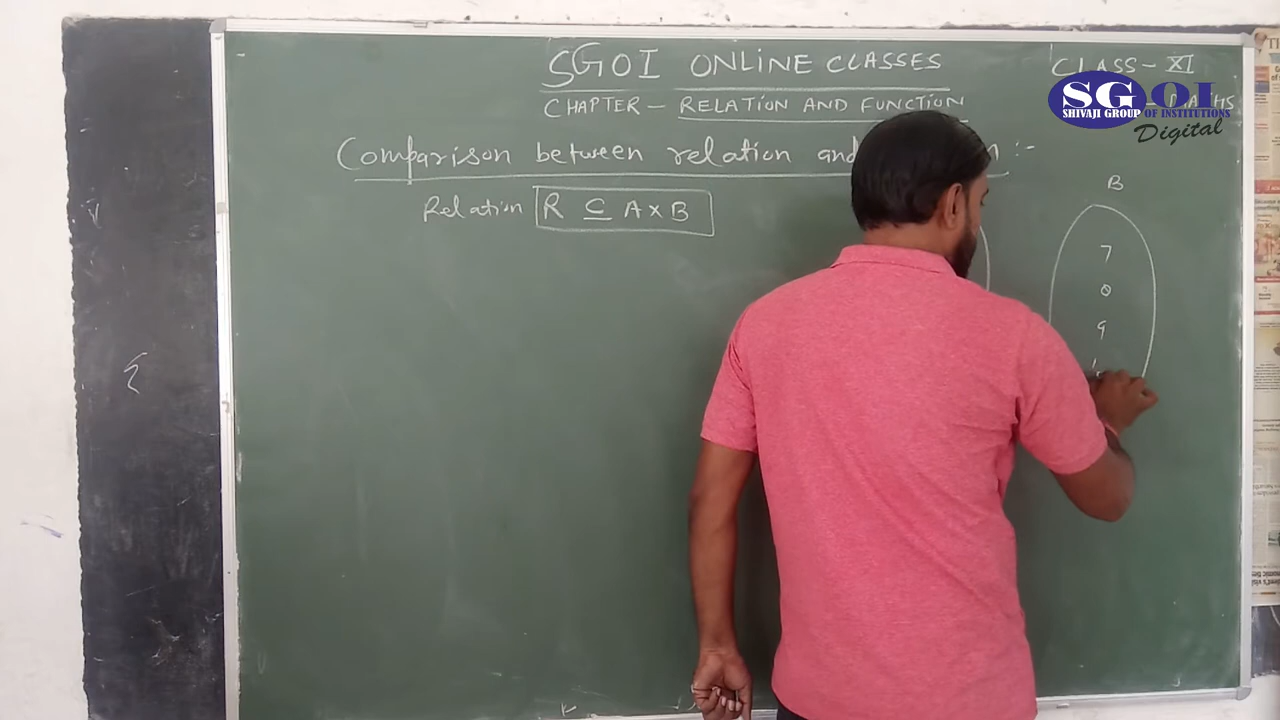 SGOI ONLINE CLASSES
CLASS - XI
CHAPTER - RELATION AND FUNCTION
SGOI
SHIVAJI GROUP OF INSTITUTIONS
Digital
Comparison between relation and :-
Relation R ⊆ A×B
B
7
8
9